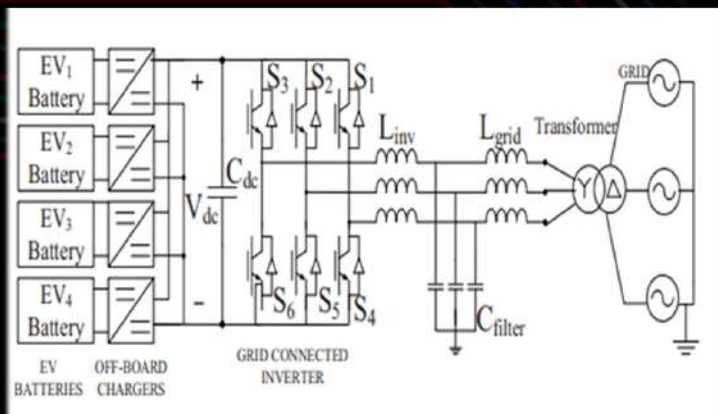 EV1
Battery
EV2
Battery
EV3
Battery
EV4
Battery
EV
BATTERIES
OFF-BOARD
CHARGERS
+
Vdc
−
Cdc
S3
S2
S1
S6
S5
S4
GRID CONNECTED
INVERTER
Linv
Lgrid
Cfilter
Transformer
Y
Δ
GRID